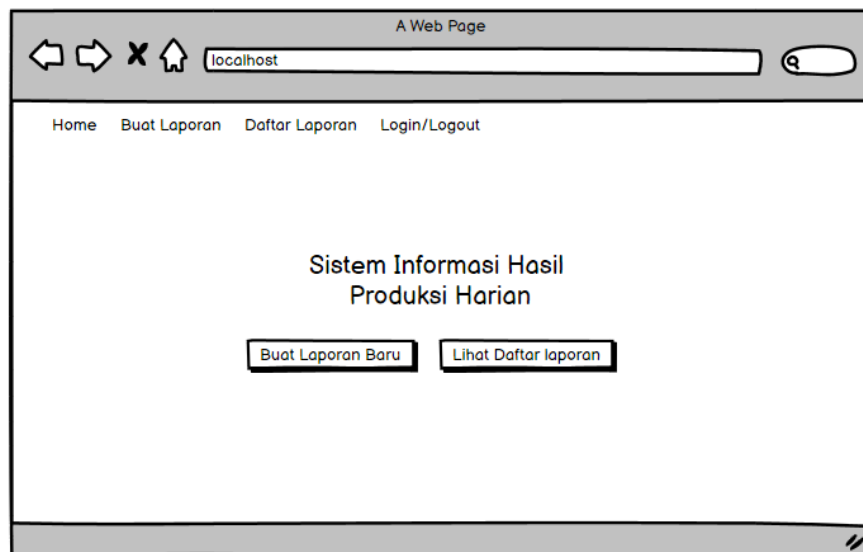 A Web Page
localhost
Home Buat Laporan Daftar Laporan Login/Logout
Sistem Informasi Hasil
Produksi Harian
Buat Laporan Baru Lihat Daftar laporan